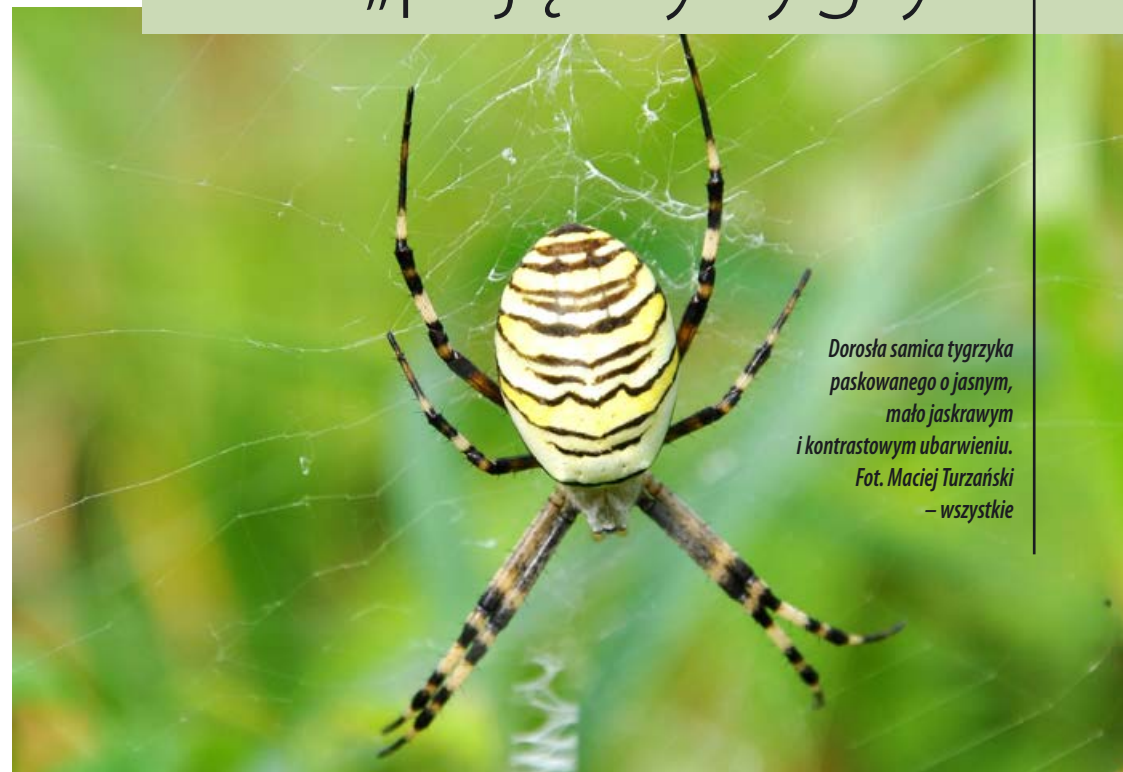 Dorosła samica tygrzyka
paskowanego o jasnym,
mało jaskrawym
i kontrastowym ubarwieniu.
Fot. Maciej Turzański
– wszystkie